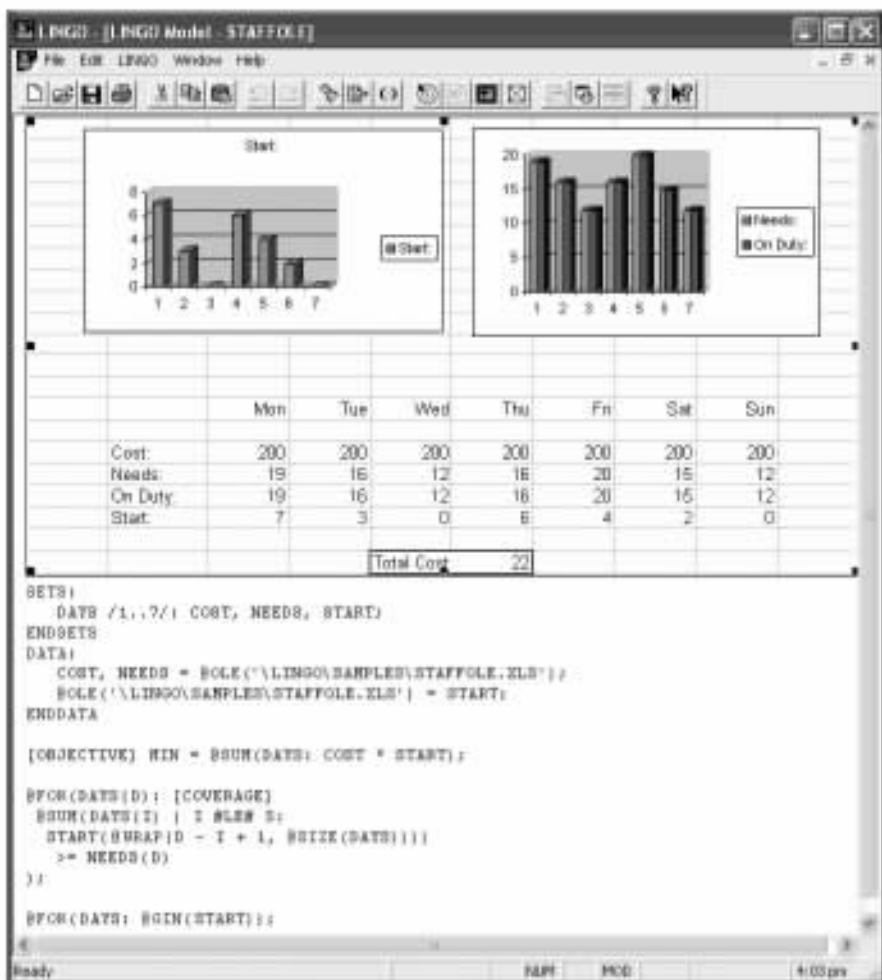 LINGO - [LINGO Model - STAFFOLE]
File Edit LINGO Window Help
Start:
8
6
4
2
0
1 2 3 4 5 6 7
Start:
20
15
10
5
0
1 2 3 4 5 6 7
Needs:
On Duty:
Mon Tue Wed Thu Fri Sat Sun
Cost: 200 200 200 200 200 200 200
Needs: 19 16 12 16 20 15 12
On Duty: 19 16 12 16 20 15 12
Start: 7 3 0 6 4 2 0
Total Cost 22
SETS:
DAYS /1..7/: COST, NEEDS, START;
ENDSETS
DATA:
COST, NEEDS = @OLE('\LINGO\SAMPLES\STAFFOLE.XLS');
@OLE('\LINGO\SAMPLES\STAFFOLE.XLS') = START;
ENDDATA
[OBJECTIVE] MIN = @SUM(DAYS: COST * START);
@FOR(DAYS(D): [COVERAGE]
@SUM(DAYS(I) | I #LE# 5:
START(@WRAP(D - I + 1, @SIZE(DAYS))))
>= NEEDS(D)
);
@FOR(DAYS: @GIN(START));
Ready NUM MOD 4:03 pm